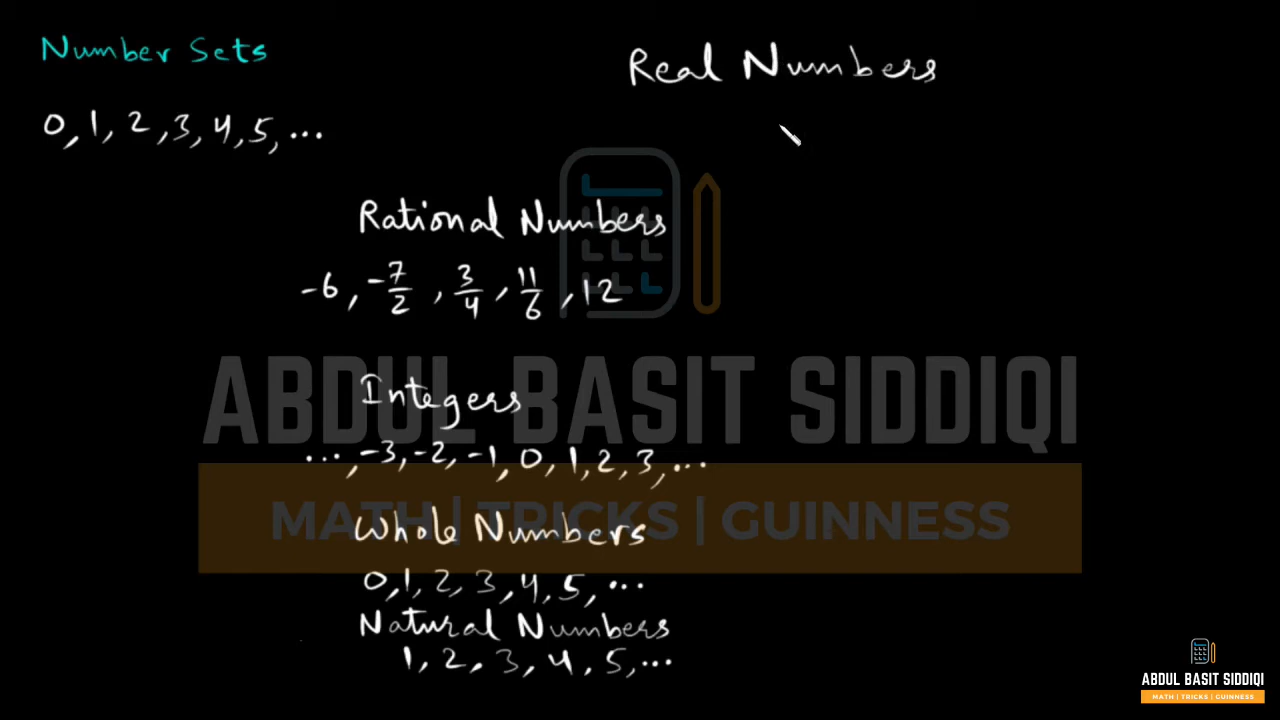 Number Sets
Real Numbers
0, 1, 2, 3, 4, 5, ...
Rational Numbers
-6, -7/2, 3/4, 11/6, 12
ABDUL BASIT SIDDIQI
Integers
..., -3, -2, -1, 0, 1, 2, 3, ...
MATH | TRICKS | GUINNESS
Whole Numbers
0, 1, 2, 3, 4, 5, ...
Natural Numbers
1, 2, 3, 4, 5, ...
ABDUL BASIT SIDDIQI
MATH | TRICKS | GUINNESS